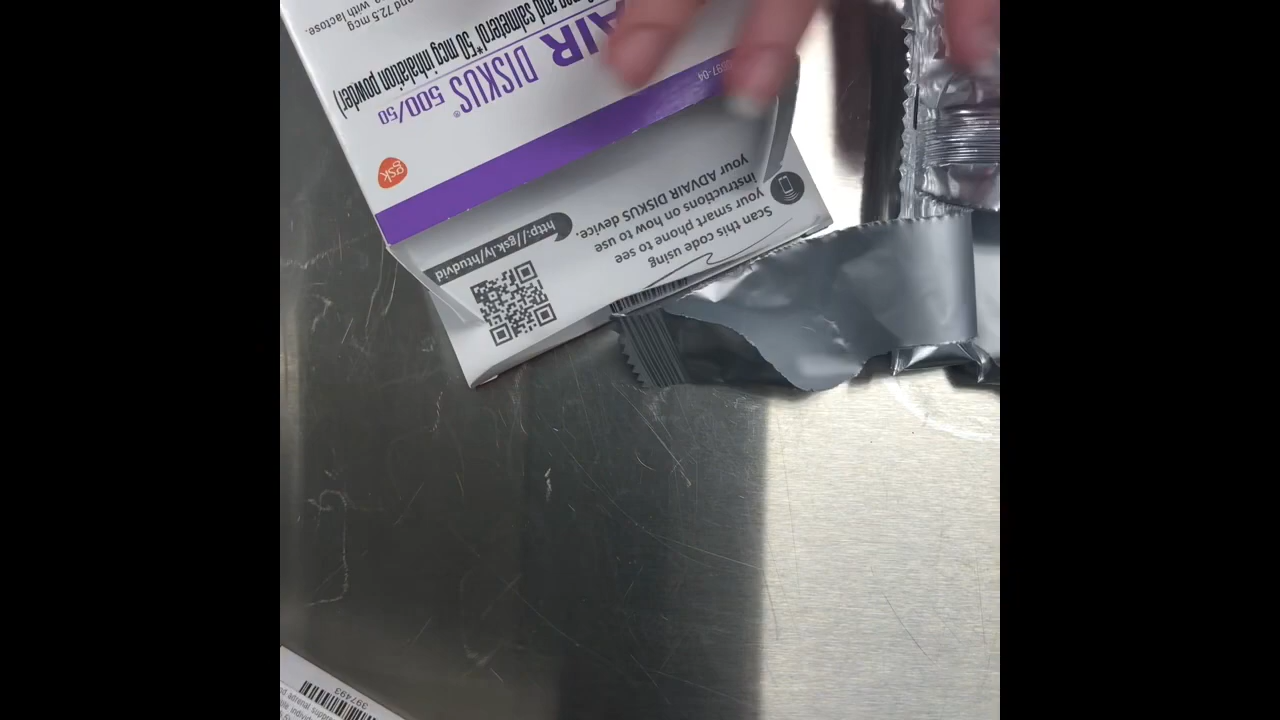 and 72.5 mcg
with lactose.
AIR DISKUS® 500/50
and salmeterol* 50 mcg inhalation powder)
gsk
Scan this code using
your smart phone to see
instructions on how to use
your ADVAIR DISKUS device.
http://gsk.ly/htudvid
397493